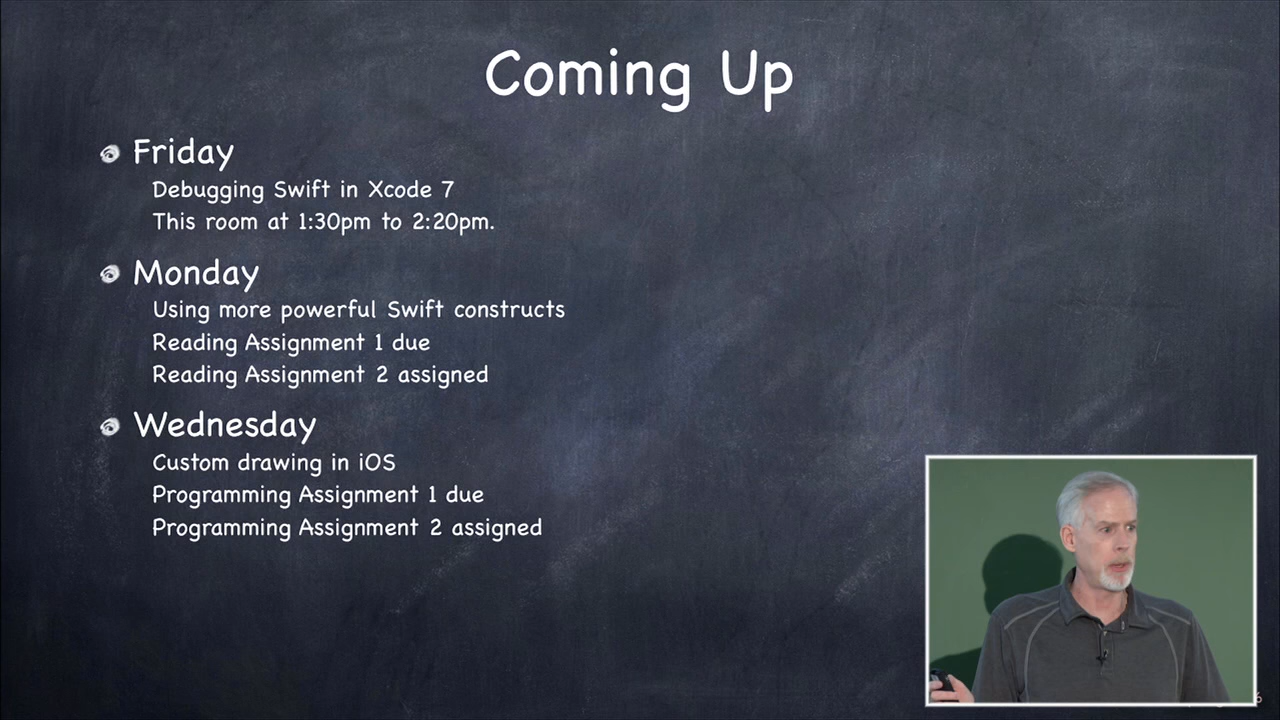 Coming Up
Friday
Debugging Swift in Xcode 7
This room at 1:30pm to 2:20pm.
Monday
Using more powerful Swift constructs
Reading Assignment 1 due
Reading Assignment 2 assigned
Wednesday
Custom drawing in iOS
Programming Assignment 1 due
Programming Assignment 2 assigned